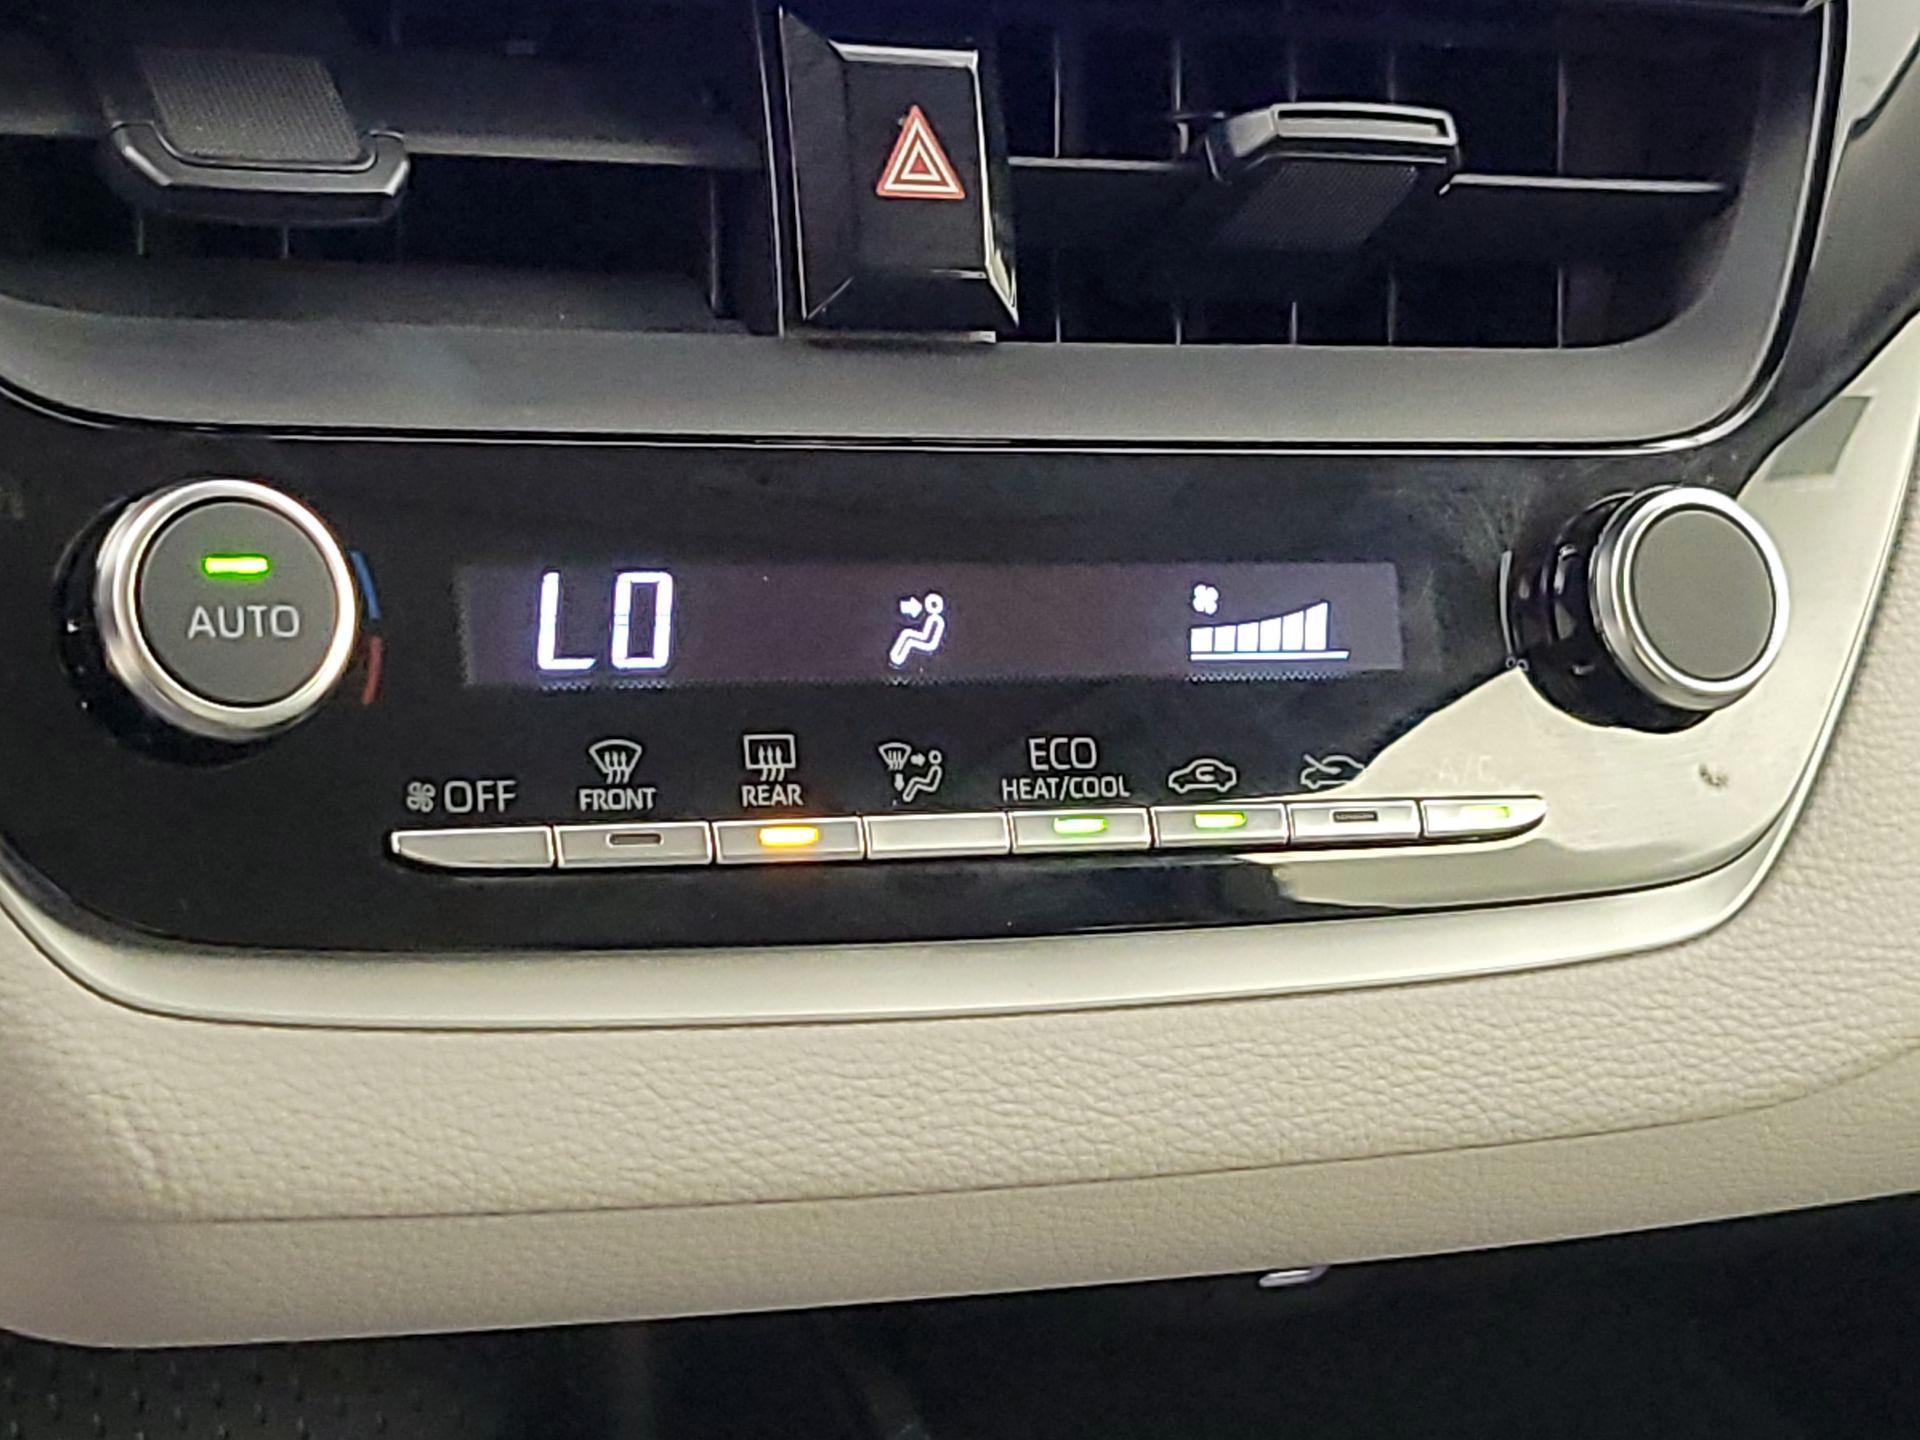 AUTO
LO
OFF
FRONT
REAR
ECO
HEAT/COOL
A/C